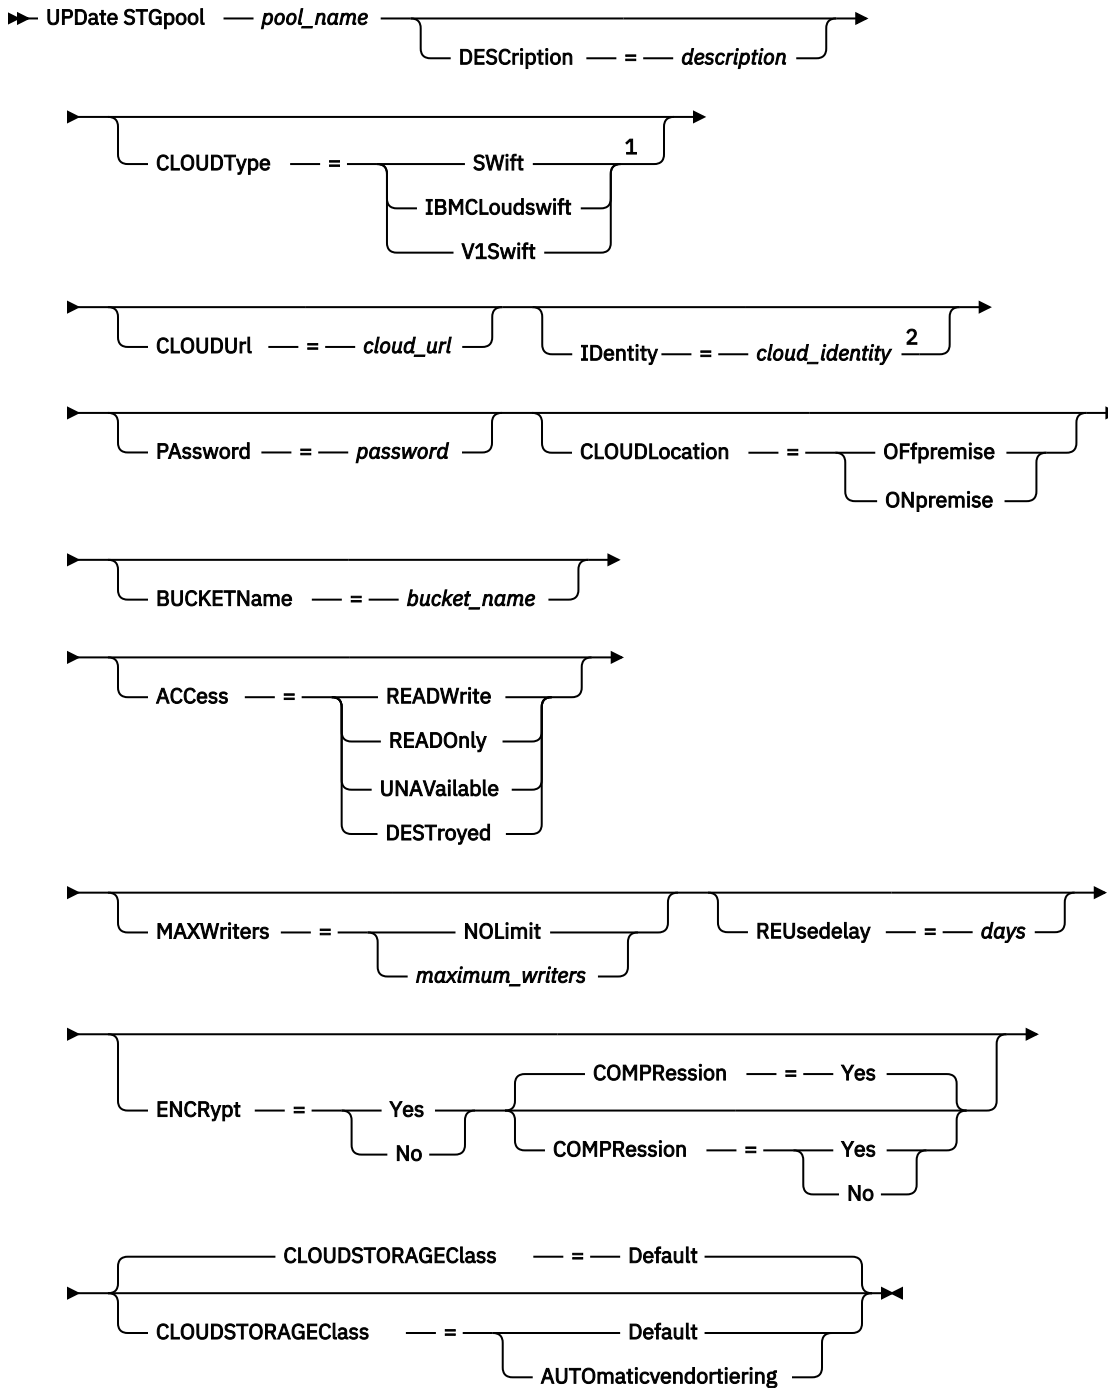 UPDate STGpool pool_name
DESCription = description
CLOUDType = SWift 1
IBMCLoudswift
V1Swift
CLOUDUrl = cloud_url IDentity = cloud_identity 2
PAssword = password CLOUDLocation = OFfpremise
ONpremise
BUCKETName = bucket_name
ACCess = READWrite
READOnly
UNAVailable
DESTroyed
MAXWriters = NOLimit REUsedelay = days
maximum_writers
COMPRession = Yes
ENCRypt = Yes
No COMPRession = Yes
No
CLOUDSTORAGEClass = Default
CLOUDSTORAGEClass = Default
AUTOmaticvendortiering